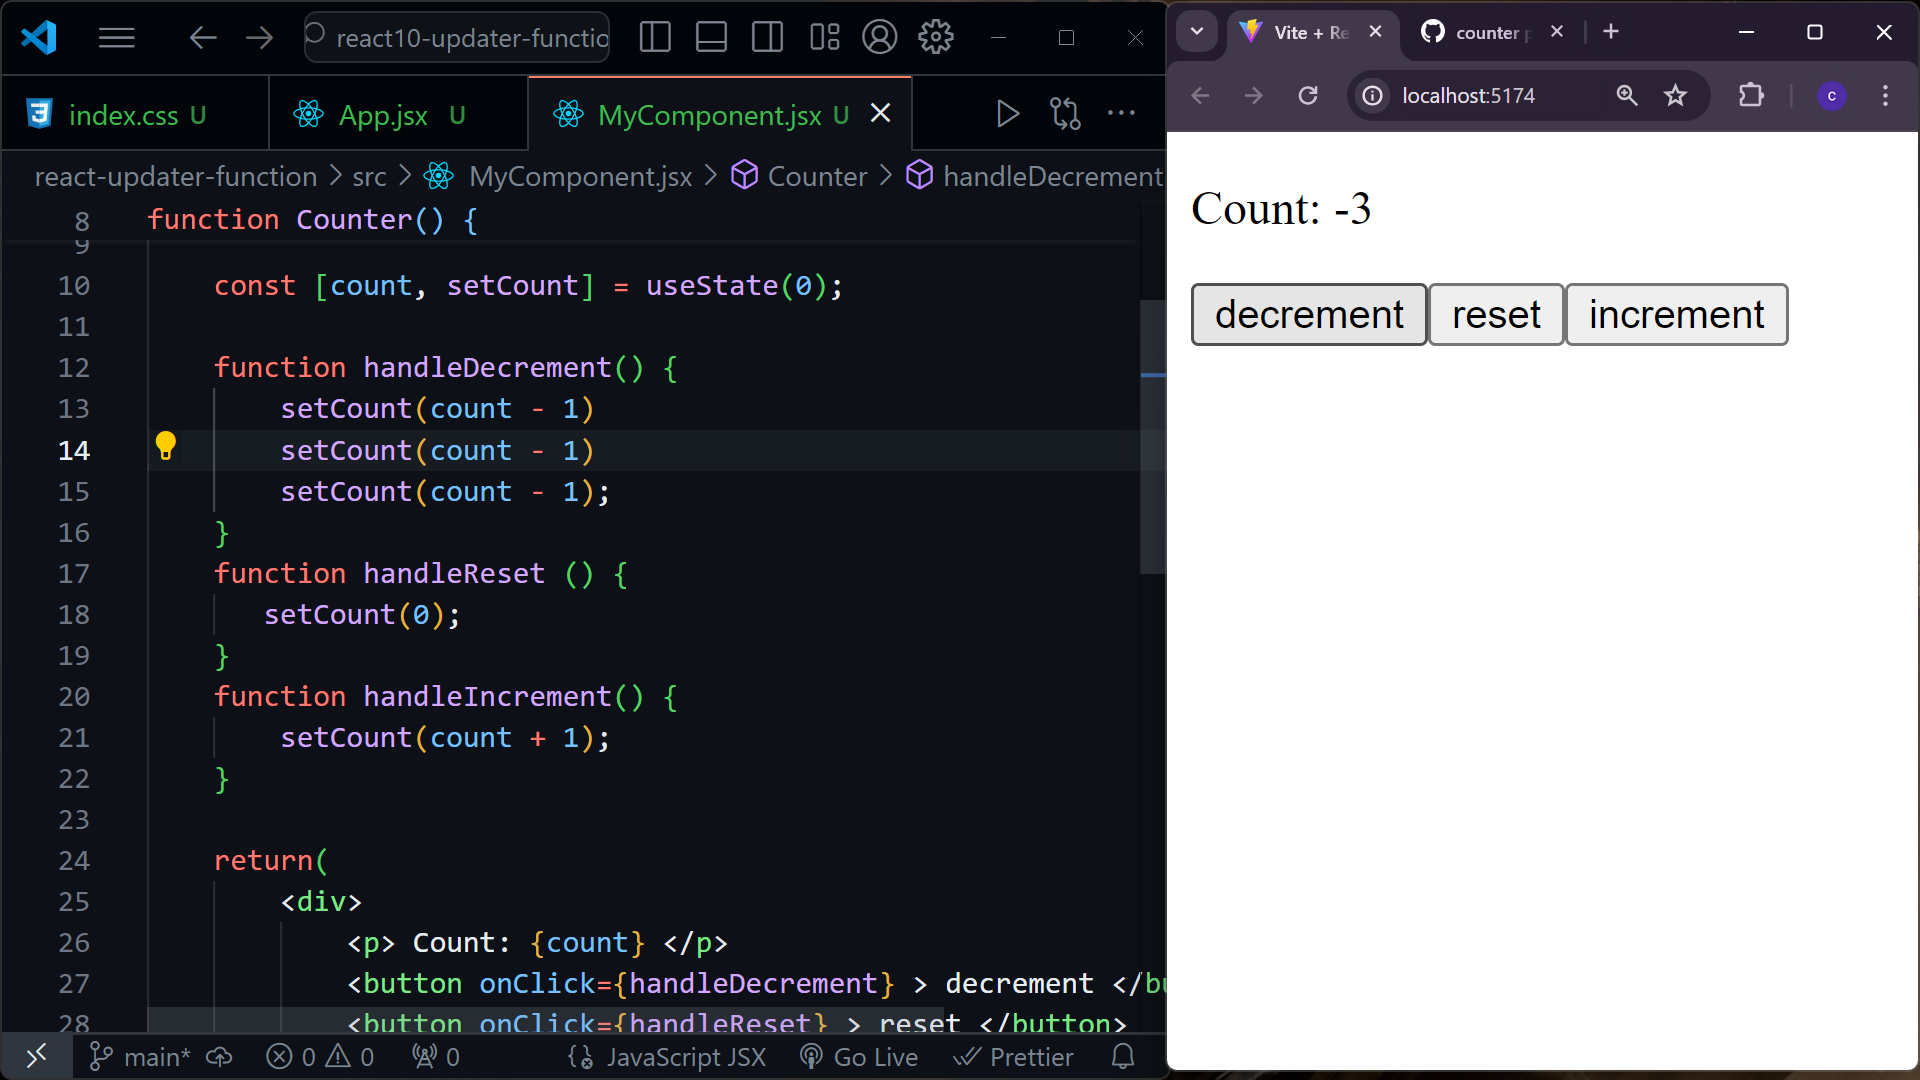 react10-updater-functio
index.css U
App.jsx U
MyComponent.jsx U
react-updater-function > src > MyComponent.jsx > Counter > handleDecrement
8 function Counter() {
9
10 const [count, setCount] = useState(0);
11
12 function handleDecrement() {
13 setCount(count - 1)
14 setCount(count - 1)
15 setCount(count - 1);
16 }
17 function handleReset () {
18 setCount(0);
19 }
20 function handleIncrement() {
21 setCount(count + 1);
22 }
23
24 return(
25 <div>
26 <p> Count: {count} </p>
27 <button onClick={handleDecrement} > decrement </bu
28 <button onClick={handleReset} > reset </button>
main* 0 0 0 JavaScript JSX Go Live Prettier
Vite + Re
counter p
localhost:5174
c
Count: -3
decrement reset increment